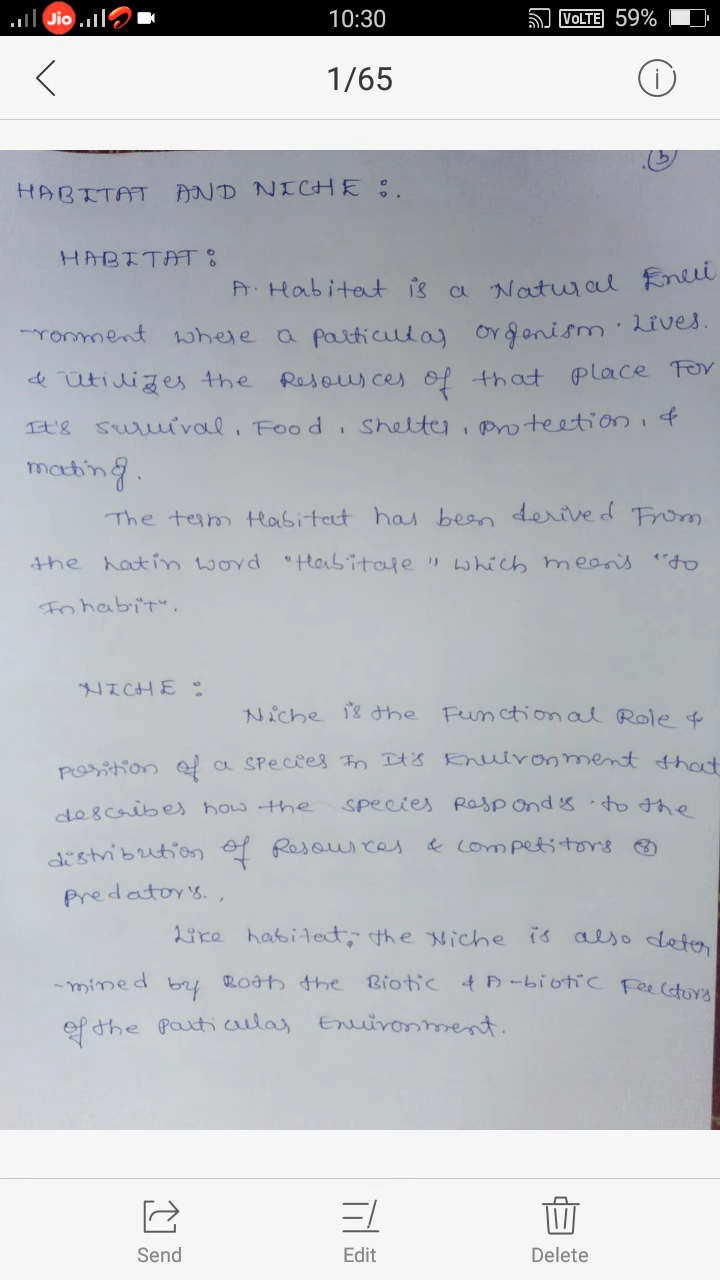 Jio
10:30
VoLTE 59%
1/65
5
HABITAT AND NICHE :.
HABITAT :
A. Habitat is a Natural Envi
-ronment where a particular organism. Lives.
& Utilizes the Resources of that place For
It's survival, Food, shelter, protection, &
mating.
The term Habitat has been derived From
the Latin word "Habitare" which means "to
Inhabit".
NICHE :
Niche is the Functional Role &
position of a species In It's Environment that
describes how the species Responds to the
distribution of Resources & competitors &
predator's.,
Like habitat, the Niche is also deter
-mined by Both the Biotic & A-biotic Factors
of the particular Environment.
Send
Edit
Delete